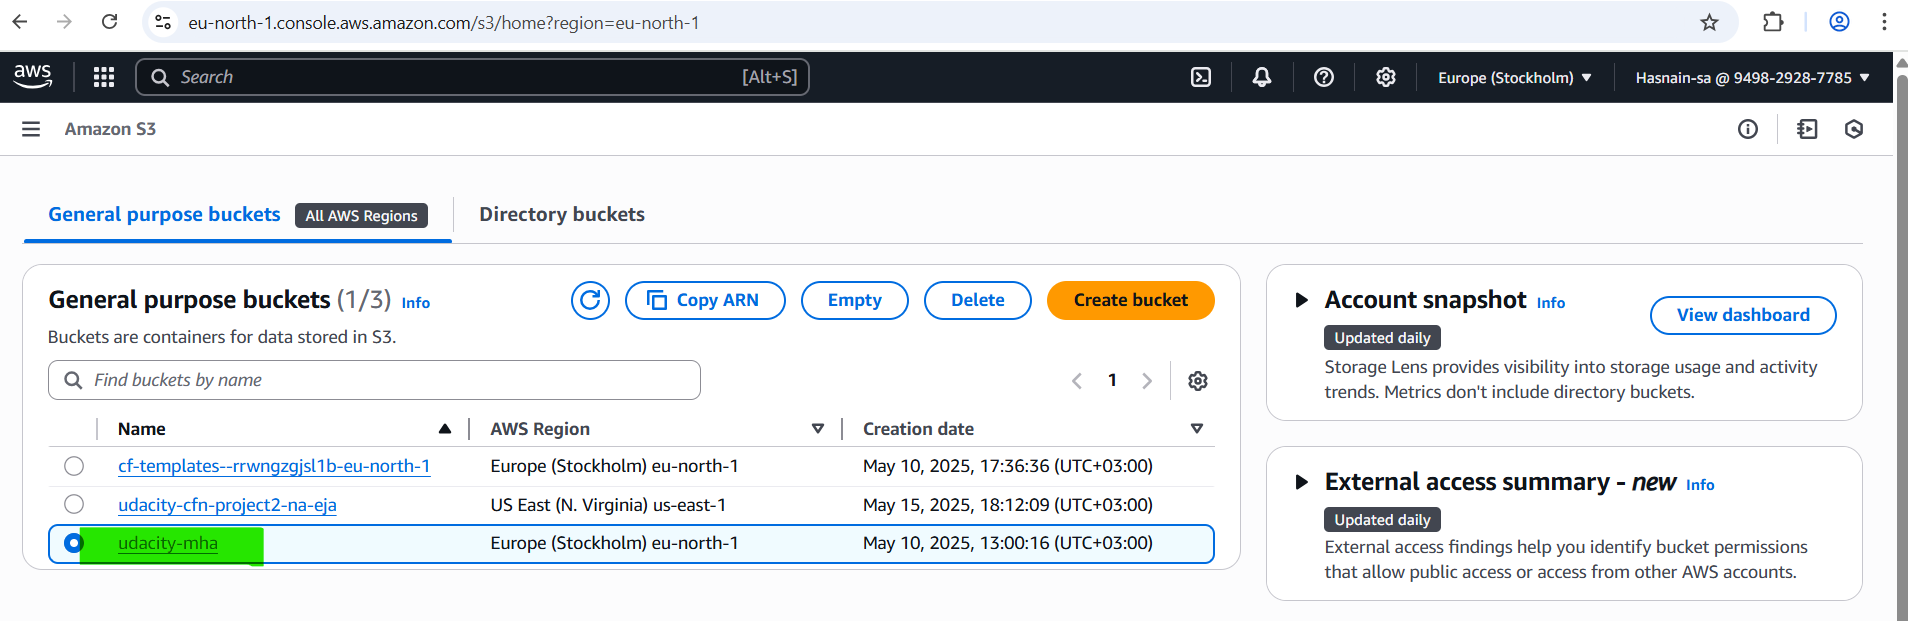 eu-north-1.console.aws.amazon.com/s3/home?region=eu-north-1
aws Search [Alt+S] Europe (Stockholm) Hasnain-sa @ 9498-2928-7785
Amazon S3
General purpose buckets All AWS Regions Directory buckets
General purpose buckets (1/3) Info Copy ARN Empty Delete Create bucket
Buckets are containers for data stored in S3.
Find buckets by name 1
Name AWS Region Creation date
cf-templates--rrwngzgjsl1b-eu-north-1 Europe (Stockholm) eu-north-1 May 10, 2025, 17:36:36 (UTC+03:00)
udacity-cfn-project2-na-eja US East (N. Virginia) us-east-1 May 15, 2025, 18:12:09 (UTC+03:00)
udacity-mha Europe (Stockholm) eu-north-1 May 10, 2025, 13:00:16 (UTC+03:00)
Account snapshot Info View dashboard
Updated daily
Storage Lens provides visibility into storage usage and activity
trends. Metrics don't include directory buckets.
External access summary - new Info
Updated daily
External access findings help you identify bucket permissions
that allow public access or access from other AWS accounts.